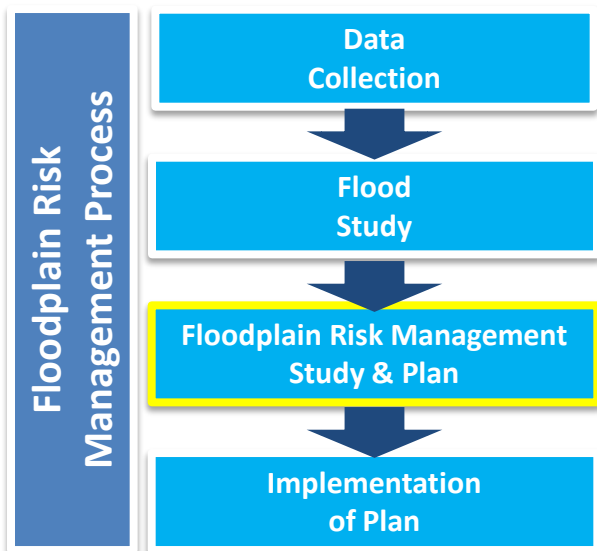 Floodplain Risk
Management Process
Data
Collection
Flood
Study
Floodplain Risk Management
Study & Plan
Implementation
of Plan